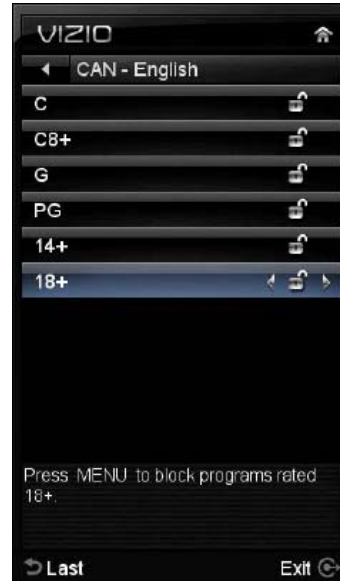 VIZIO
CAN - English
C
C8+
G
PG
14+
18+
Press MENU to block programs rated
18+.
Last Exit